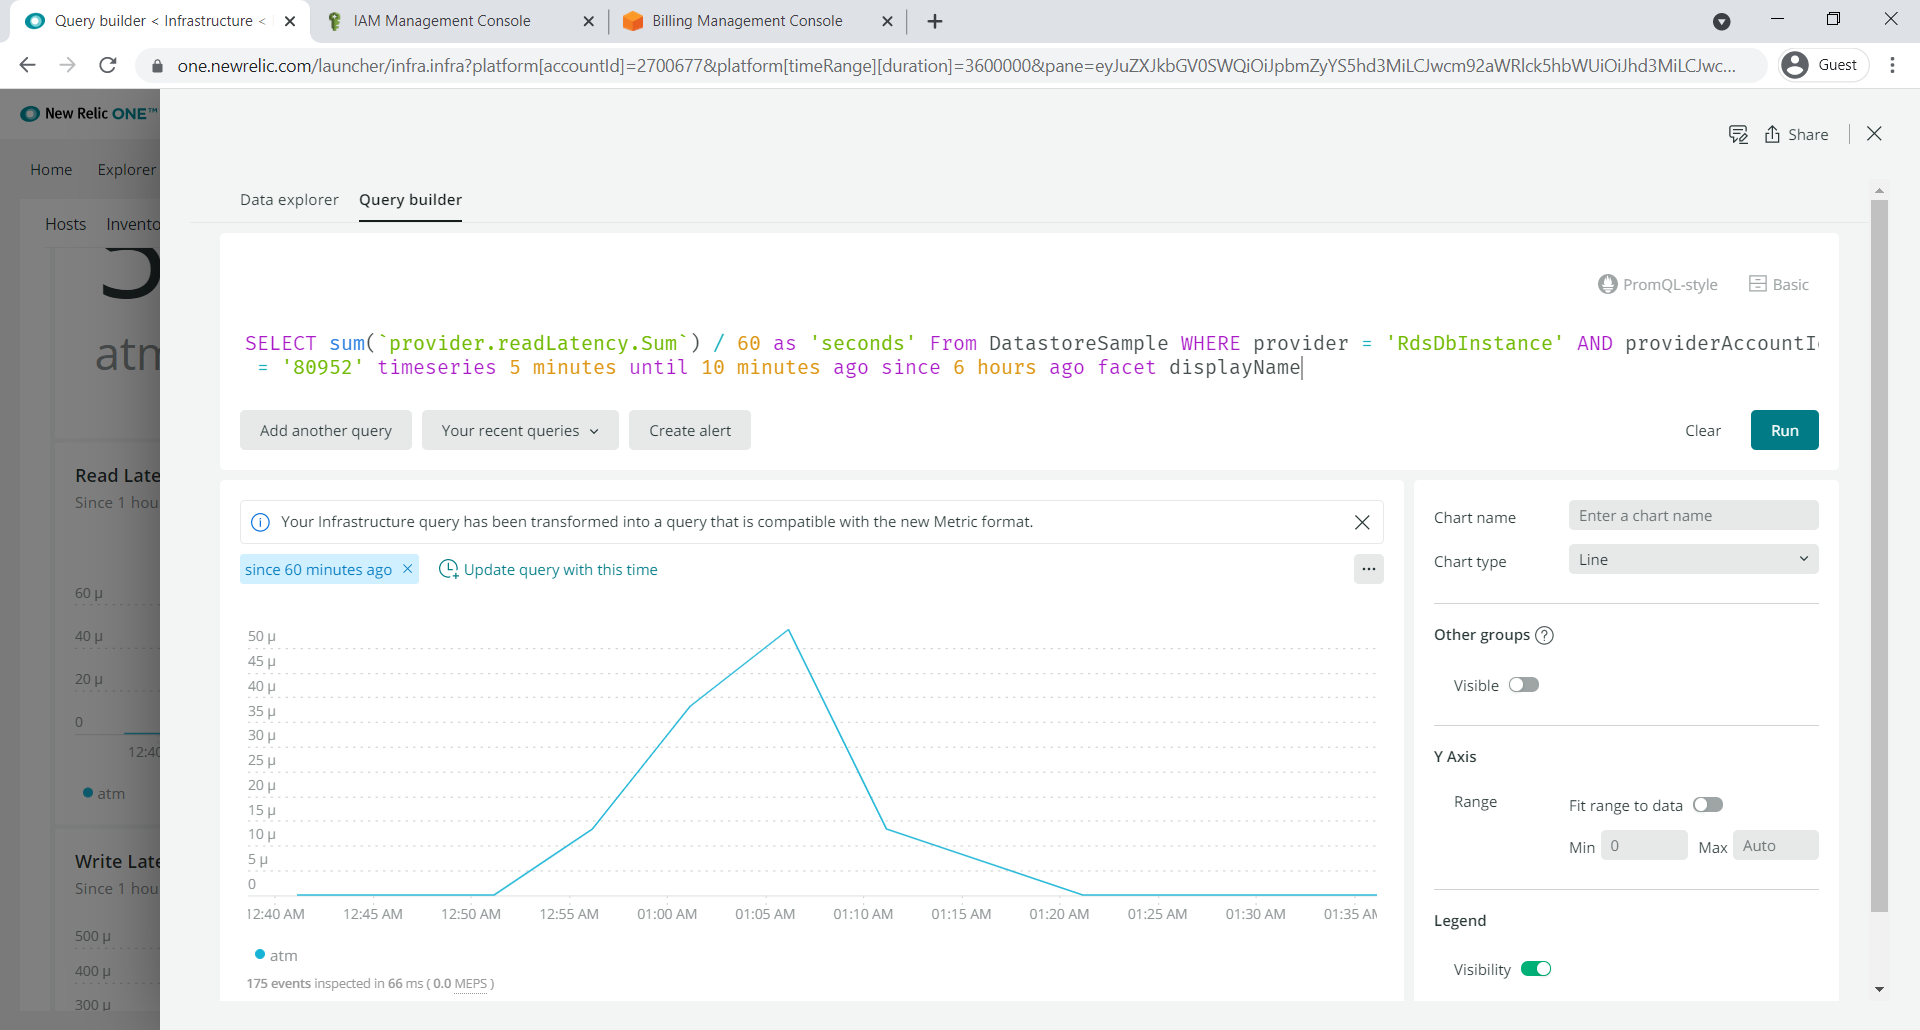 Query builder < Infrastructure <
IAM Management Console
Billing Management Console
one.newrelic.com/launcher/infra.infra?platform[accountId]=2700677&platform[timeRange][duration]=3600000&pane=eyJuZXJkbGV0SWQiOiJpbmZyYS5hd3MiLCJwcm92aWRlck5hbWUiOiJhd3MiLCJwc...
Guest
New Relic ONE™
Share
Home Explorer
Data explorer Query builder
Hosts Invento
5
atm
PromQL-style Basic
SELECT sum(`provider.readLatency.Sum`) / 60 as 'seconds' From DatastoreSample WHERE provider = 'RdsDbInstance' AND providerAccountI
= '80952' timeseries 5 minutes until 10 minutes ago since 6 hours ago facet displayName
Add another query Your recent queries Create alert Clear Run
Read Late
Since 1 hou
60 µ
40 µ
20 µ
0
12:40
atm
Write Late
Since 1 hou
500 µ
400 µ
300 µ
Your Infrastructure query has been transformed into a query that is compatible with the new Metric format.
since 60 minutes ago × Update query with this time
...
50 µ
45 µ
40 µ
35 µ
30 µ
25 µ
20 µ
15 µ
10 µ
5 µ
0
12:40 AM 12:45 AM 12:50 AM 12:55 AM 01:00 AM 01:05 AM 01:10 AM 01:15 AM 01:20 AM 01:25 AM 01:30 AM 01:35 AM
atm
175 events inspected in 66 ms ( 0.0 MEPS )
Chart name Enter a chart name
Chart type Line
Other groups ?
Visible
Y Axis
Range Fit range to data
Min 0 Max Auto
Legend
Visibility